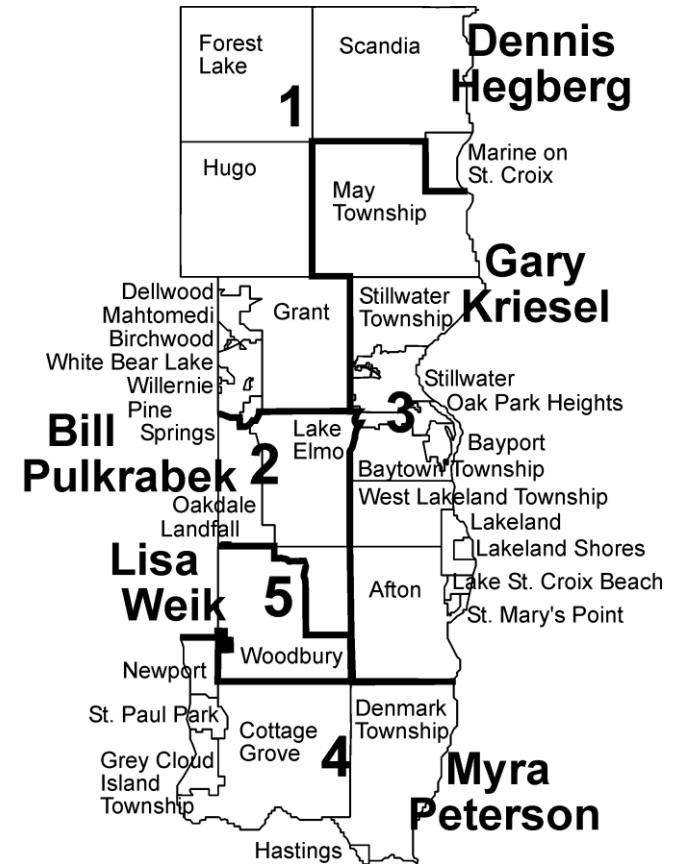 Forest
Lake
Scandia
Dennis
Hegberg
1
Marine on
St. Croix
Hugo
May
Township
Gary
Kriesel
Dellwood
Mahtomedi
Birchwood
White Bear Lake
Willernie
Pine
Springs
Grant
Stillwater
Township
Stillwater
Oak Park Heights
3
Bayport
Baytown Township
Bill
Pulkrabek
2
Lake
Elmo
West Lakeland Township
Oakdale
Landfall
Lakeland
Lakeland Shores
Lisa
Weik
5
Afton
Lake St. Croix Beach
St. Mary's Point
Woodbury
Newport
St. Paul Park
Cottage
Grove
4
Denmark
Township
Grey Cloud
Island
Township
Myra
Peterson
Hastings